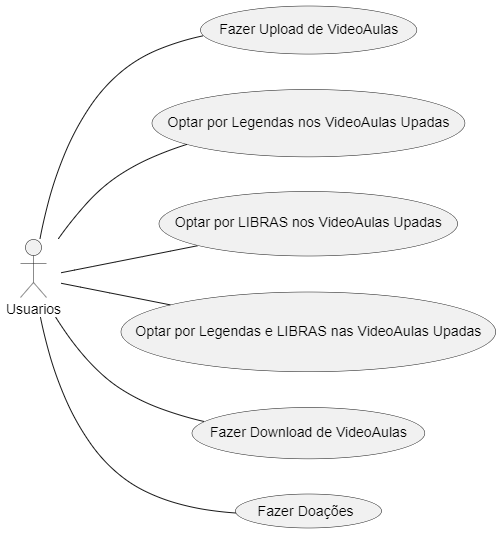 Fazer Upload de VideoAulas
Optar por Legendas nos VideoAulas Upadas
Optar por LIBRAS nos VideoAulas Upadas
Usuarios
Optar por Legendas e LIBRAS nas VideoAulas Upadas
Fazer Download de VideoAulas
Fazer Doações